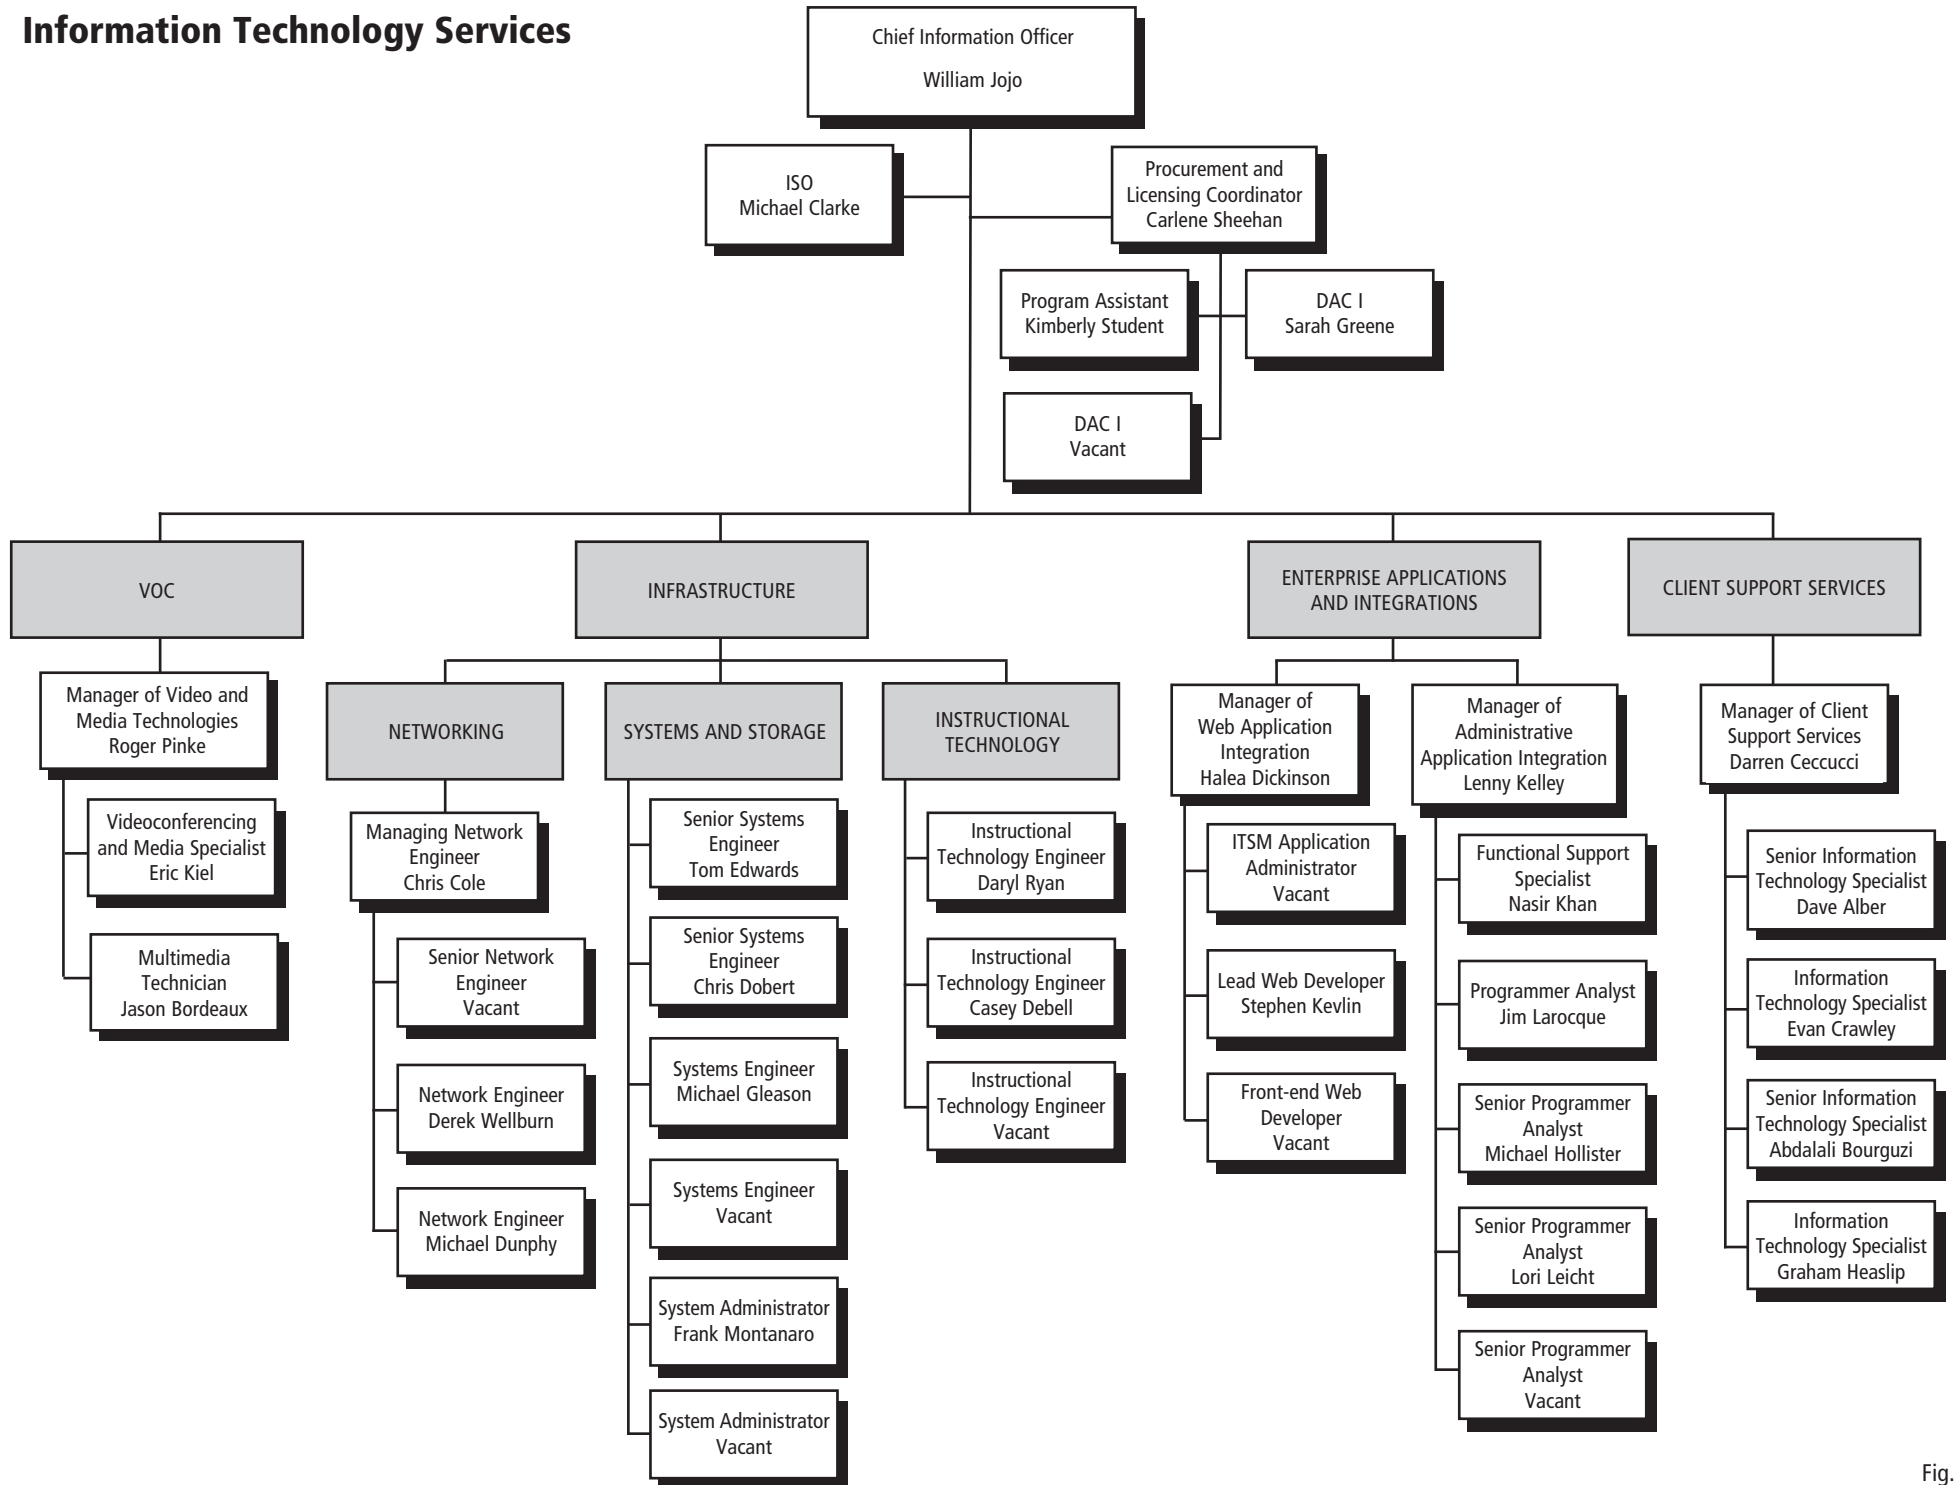 Information Technology Services
Chief Information Officer
William Jojo
ISO
Michael Clarke
Procurement and
Licensing Coordinator
Carlene Sheehan
Program Assistant
Kimberly Student
DAC I
Sarah Greene
DAC I
Vacant
VOC
INFRASTRUCTURE
ENTERPRISE APPLICATIONS
AND INTEGRATIONS
CLIENT SUPPORT SERVICES
Manager of Video and
Media Technologies
Roger Pinke
Videoconferencing
and Media Specialist
Eric Kiel
Multimedia
Technician
Jason Bordeaux
NETWORKING
Managing Network
Engineer
Chris Cole
Senior Network
Engineer
Vacant
Network Engineer
Derek Wellburn
Network Engineer
Michael Dunphy
SYSTEMS AND STORAGE
Senior Systems
Engineer
Tom Edwards
Senior Systems
Engineer
Chris Dobert
Systems Engineer
Michael Gleason
Systems Engineer
Vacant
System Administrator
Frank Montanaro
System Administrator
Vacant
INSTRUCTIONAL
TECHNOLOGY
Instructional
Technology Engineer
Daryl Ryan
Instructional
Technology Engineer
Casey Debell
Instructional
Technology Engineer
Vacant
Manager of
Web Application
Integration
Halea Dickinson
ITSM Application
Administrator
Vacant
Lead Web Developer
Stephen Kevlin
Front-end Web
Developer
Vacant
Manager of
Administrative
Application Integration
Lenny Kelley
Functional Support
Specialist
Nasir Khan
Programmer Analyst
Jim Larocque
Senior Programmer
Analyst
Michael Hollister
Senior Programmer
Analyst
Lori Leicht
Senior Programmer
Analyst
Vacant
Manager of Client
Support Services
Darren Ceccucci
Senior Information
Technology Specialist
Dave Alber
Information
Technology Specialist
Evan Crawley
Senior Information
Technology Specialist
Abdalali Bourguzi
Information
Technology Specialist
Graham Heaslip
Fig.